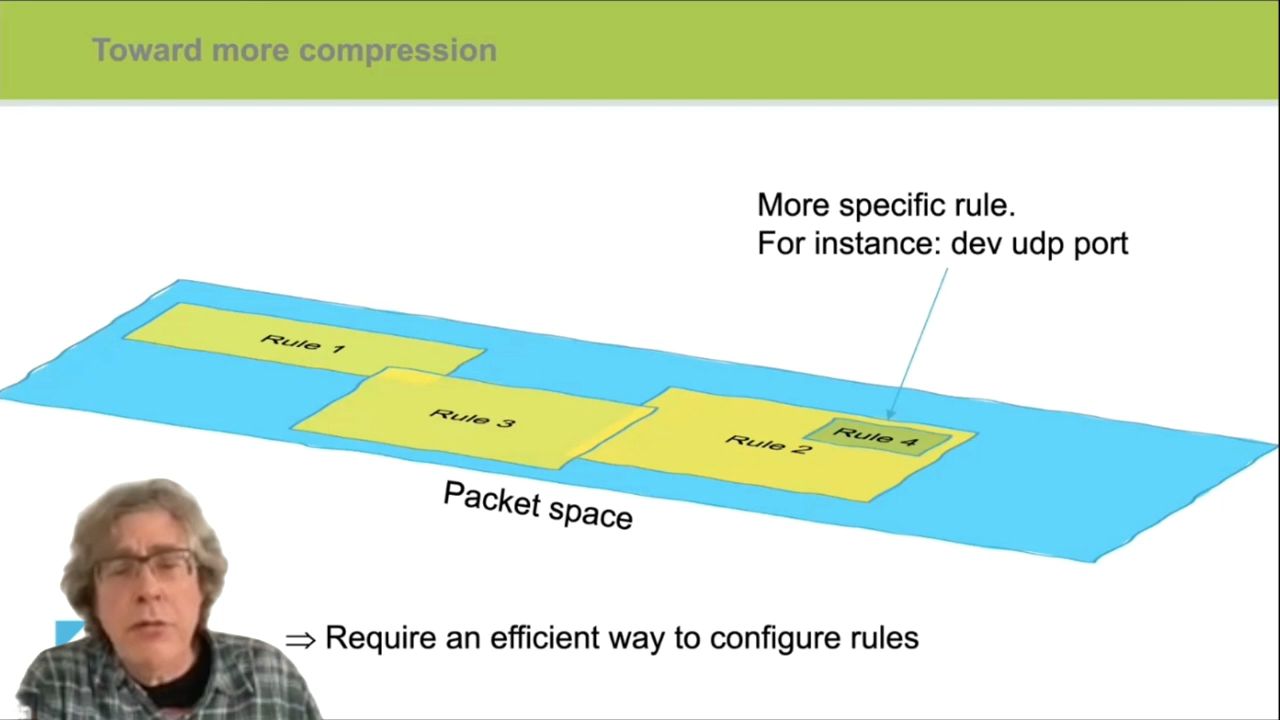 Toward more compression
More specific rule.
For instance: dev udp port
Rule 1
Rule 3
Rule 2
Rule 4
Packet space
⇒ Require an efficient way to configure rules